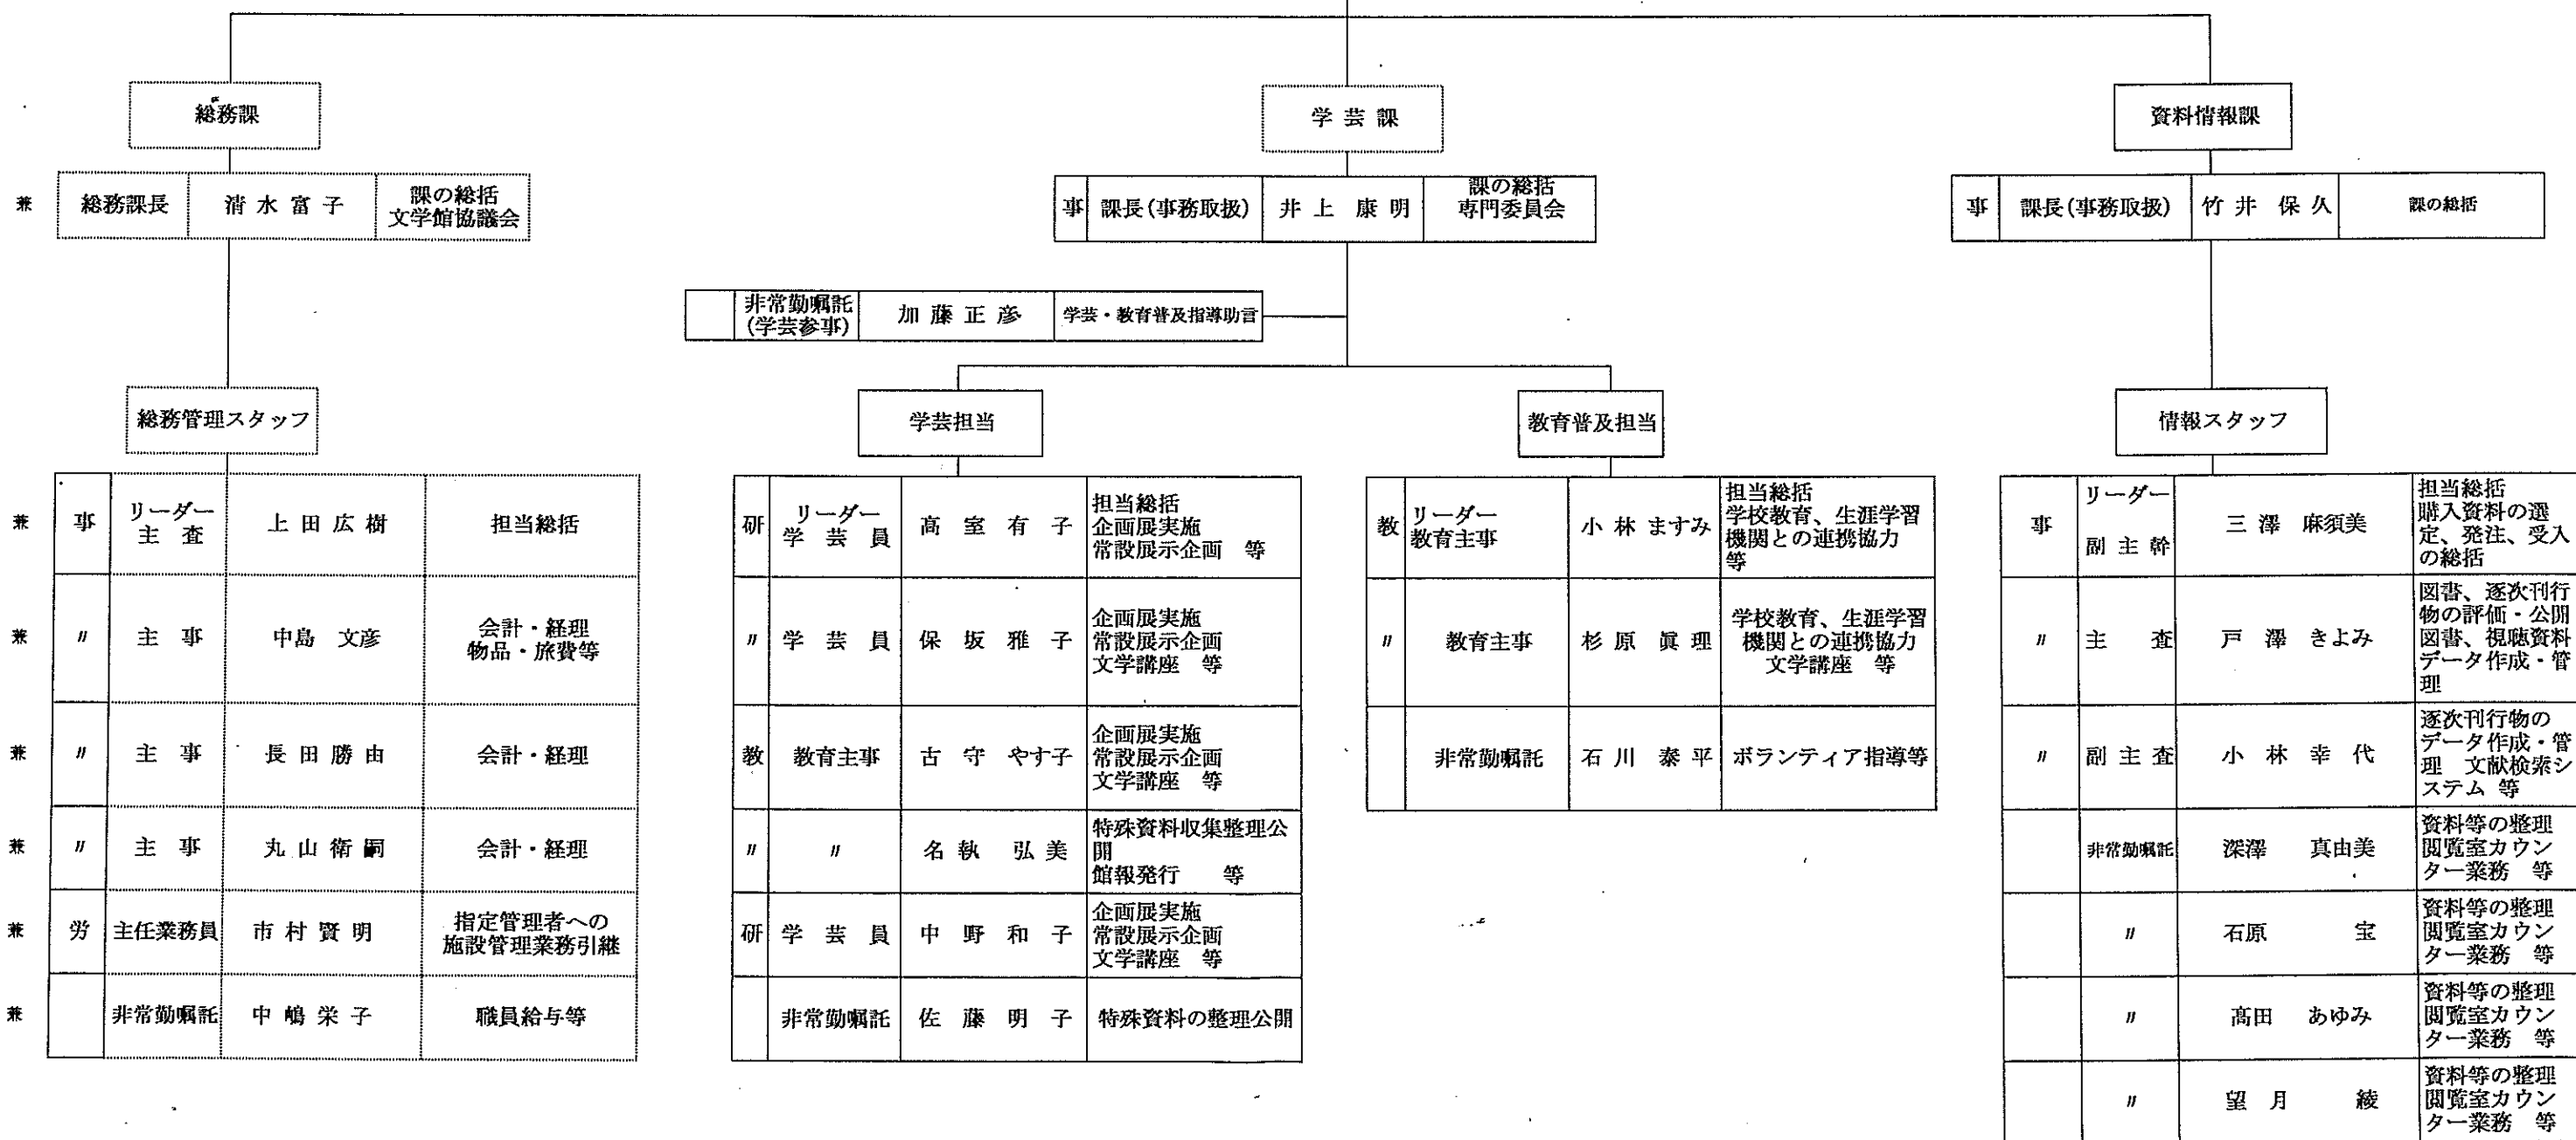 総務課
兼 総務課長 清水富子 課の総括
文学館協議会
総務管理スタッフ
兼 事 リーダー
主査 上田広樹 担当総括
兼 〃 主事 中島 文彦 会計・経理
物品・旅費等
兼 〃 主事 長田勝由 会計・経理
兼 〃 主事 丸山衛嗣 会計・経理
兼 労 主任業務員 市村賢明 指定管理者への
施設管理業務引継
兼 非常勤嘱託 中嶋栄子 職員給与等
学芸課
事 課長(事務取扱) 井上 康明 課の総括
専門委員会
非常勤嘱託
(学芸参事) 加藤正彦 学芸・教育普及指導助言
学芸担当
研 リーダー
学芸員 高室有子 担当総括
企画展実施
常設展示企画 等
〃 学芸員 保坂雅子 企画展実施
常設展示企画
文学講座 等
教 教育主事 古守 やす子 企画展実施
常設展示企画
文学講座 等
〃 〃 名執 弘美 特殊資料収集整理公
開
館報発行 等
研 学芸員 中野和子 企画展実施
常設展示企画
文学講座 等
非常勤嘱託 佐藤明子 特殊資料の整理公開
教育普及担当
教 リーダー
教育主事 小林ますみ 担当総括
学校教育、生涯学習
機関との連携協力
等
〃 教育主事 杉原眞理 学校教育、生涯学習
機関との連携協力
文学講座 等
非常勤嘱託 石川泰平 ボランティア指導等
資料情報課
事 課長(事務取扱) 竹井 保久 課の総括
情報スタッフ
事 リーダー
副主幹 三澤 麻須美 担当総括
購入資料の選
定、発注、受入
の総括
〃 主査 戸澤 きよみ 図書、逐次刊行
物の評価・公開
図書、視聴資料
データ作成・管
理
〃 副主査 小林幸代 逐次刊行物の
データ作成・管
理 文献検索シ
ステム 等
非常勤嘱託 深澤 真由美 資料等の整理
閲覧室カウン
ター業務 等
〃 石原 宝 資料等の整理
閲覧室カウン
ター業務 等
〃 髙田 あゆみ 資料等の整理
閲覧室カウン
ター業務 等
〃 望月 綾 資料等の整理
閲覧室カウン
ター業務 等